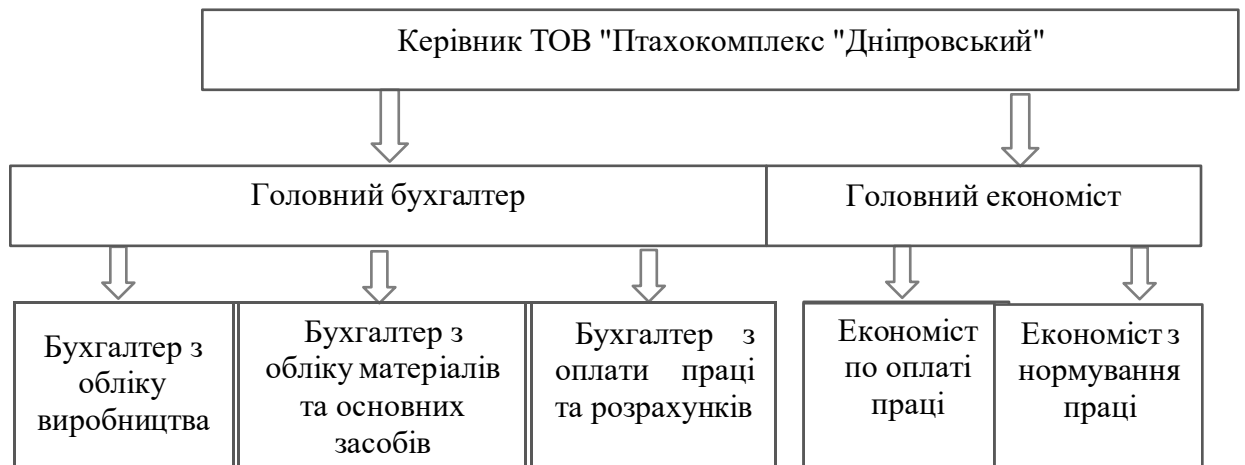 Керівник ТОВ "Птахокомплекс "Дніпровський"
Головний бухгалтер
Головний економіст
Бухгалтер з
обліку
виробництва
Бухгалтер з
обліку матеріалів
та основних
засобів
Бухгалтер з
оплати праці
та розрахунків
Економіст
по оплаті
праці
Економіст з
нормування
праці